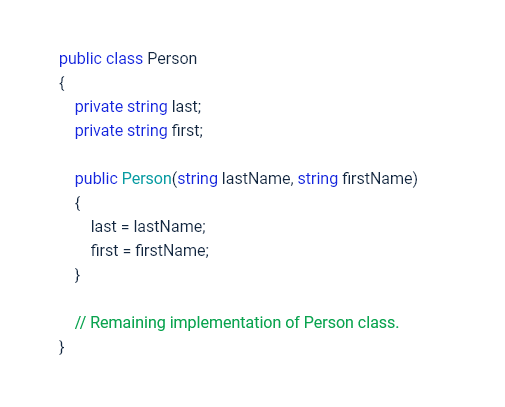 public class Person
{
    private string last;
    private string first;

    public Person(string lastName, string firstName)
    {
        last = lastName;
        first = firstName;
    }

    // Remaining implementation of Person class.
}